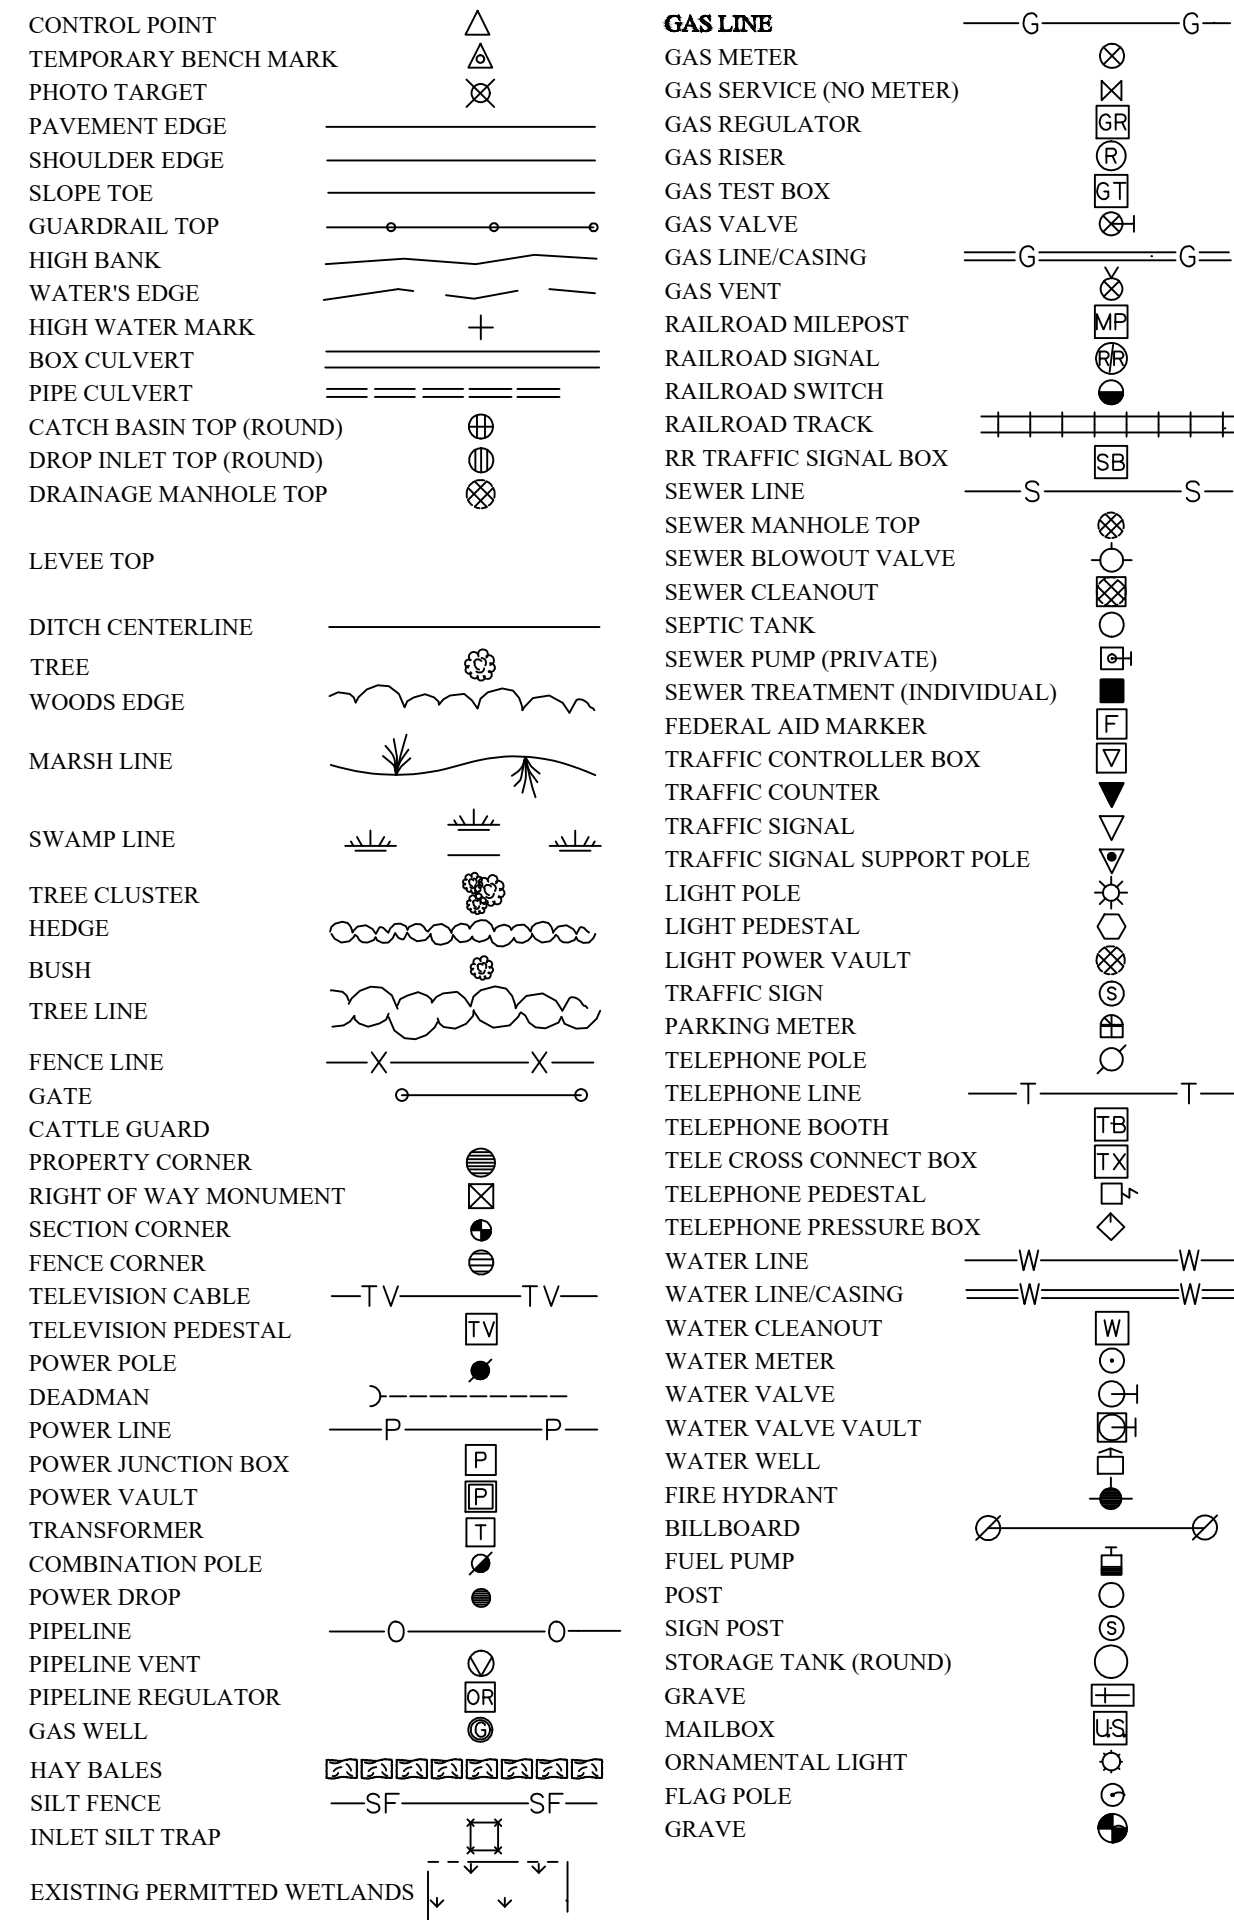 CONTROL POINT
TEMPORARY BENCH MARK
PHOTO TARGET
PAVEMENT EDGE
SHOULDER EDGE
SLOPE TOE
GUARDRAIL TOP
HIGH BANK
WATER'S EDGE
HIGH WATER MARK
BOX CULVERT
PIPE CULVERT
CATCH BASIN TOP (ROUND)
DROP INLET TOP (ROUND)
DRAINAGE MANHOLE TOP
LEVEE TOP
DITCH CENTERLINE
TREE
WOODS EDGE
MARSH LINE
SWAMP LINE
TREE CLUSTER
HEDGE
BUSH
TREE LINE
FENCE LINE X X
GATE
CATTLE GUARD
PROPERTY CORNER
RIGHT OF WAY MONUMENT
SECTION CORNER
FENCE CORNER
TELEVISION CABLE TV TV
TELEVISION PEDESTAL TV
POWER POLE
DEADMAN
POWER LINE P P
POWER JUNCTION BOX P
POWER VAULT P
TRANSFORMER T
COMBINATION POLE
POWER DROP
PIPELINE O O
PIPELINE VENT
PIPELINE REGULATOR OR
GAS WELL G
HAY BALES
SILT FENCE SF SF
INLET SILT TRAP
EXISTING PERMITTED WETLANDS
GAS LINE G G
GAS METER
GAS SERVICE (NO METER)
GAS REGULATOR GR
GAS RISER R
GAS TEST BOX GT
GAS VALVE
GAS LINE/CASING G G
GAS VENT
RAILROAD MILEPOST MP
RAILROAD SIGNAL R/R
RAILROAD SWITCH
RAILROAD TRACK
RR TRAFFIC SIGNAL BOX SB
SEWER LINE S S
SEWER MANHOLE TOP
SEWER BLOWOUT VALVE
SEWER CLEANOUT
SEPTIC TANK
SEWER PUMP (PRIVATE)
SEWER TREATMENT (INDIVIDUAL)
FEDERAL AID MARKER F
TRAFFIC CONTROLLER BOX
TRAFFIC COUNTER
TRAFFIC SIGNAL
TRAFFIC SIGNAL SUPPORT POLE
LIGHT POLE
LIGHT PEDESTAL
LIGHT POWER VAULT
TRAFFIC SIGN S
PARKING METER
TELEPHONE POLE
TELEPHONE LINE T T
TELEPHONE BOOTH TB
TELE CROSS CONNECT BOX TX
TELEPHONE PEDESTAL
TELEPHONE PRESSURE BOX
WATER LINE W W
WATER LINE/CASING W W
WATER CLEANOUT W
WATER METER
WATER VALVE
WATER VALVE VAULT
WATER WELL
FIRE HYDRANT
BILLBOARD
FUEL PUMP
POST
SIGN POST S
STORAGE TANK (ROUND)
GRAVE
MAILBOX U.S.
ORNAMENTAL LIGHT
FLAG POLE
GRAVE